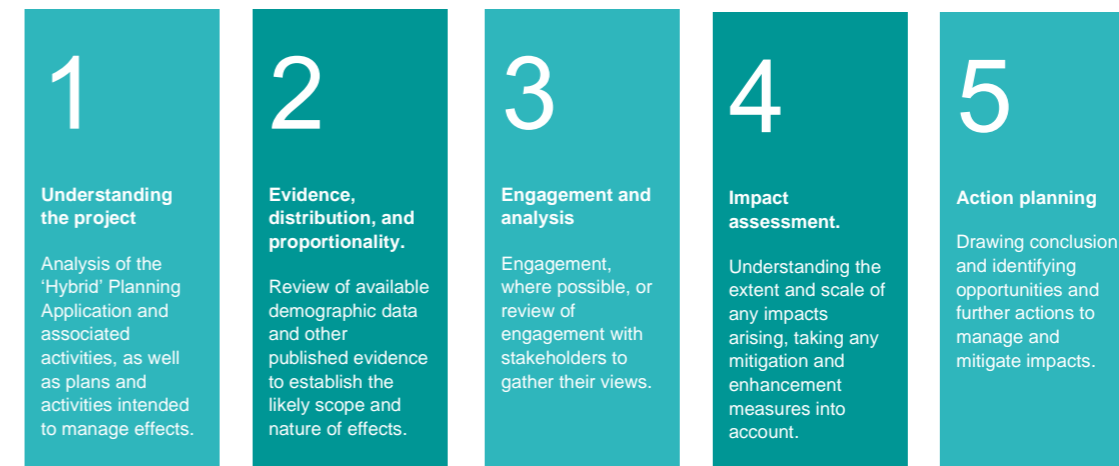 1
Understanding
the project
Analysis of the
‘Hybrid’ Planning
Application and
associated
activities, as well
as plans and
activities intended
to manage effects.
2
Evidence,
distribution, and
proportionality.
Review of available
demographic data
and other
published evidence
to establish the
likely scope and
nature of effects.
3
Engagement and
analysis
Engagement,
where possible, or
review of
engagement with
stakeholders to
gather their views.
4
Impact
assessment.
Understanding the
extent and scale of
any impacts
arising, taking any
mitigation and
enhancement
measures into
account.
5
Action planning
Drawing conclusion
and identifying
opportunities and
further actions to
manage and
mitigate impacts.